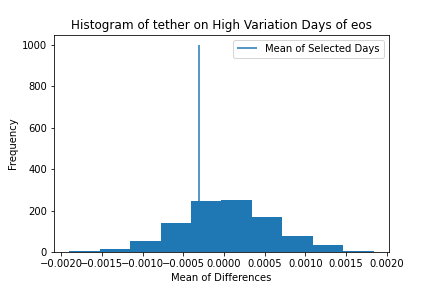 Histogram of tether on High Variation Days of eos
Mean of Selected Days
1000
800
600
400
200
0
Frequency
−0.0020 −0.0015 −0.0010 −0.0005 0.0000 0.0005 0.0010 0.0015 0.0020
Mean of Differences